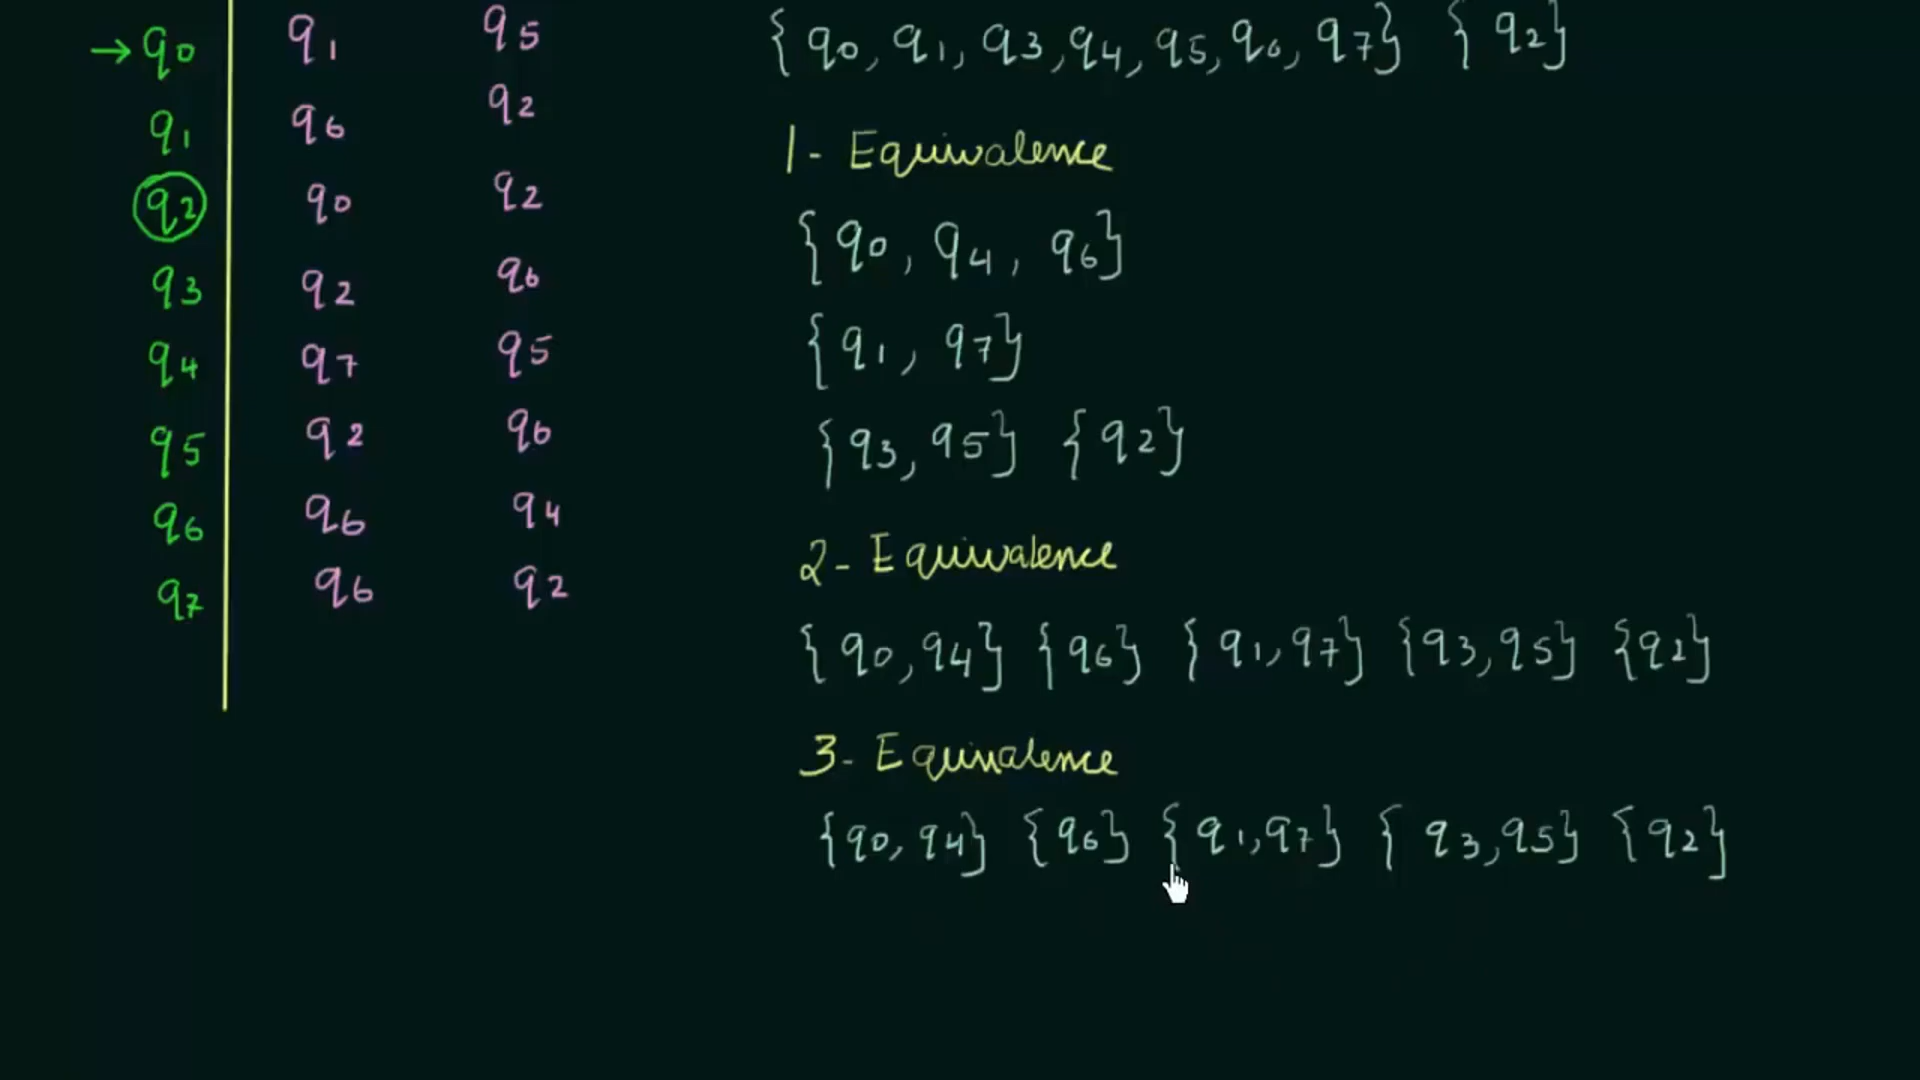 →q0 q1 q5
q1 q6 q2
q2 q0 q2
q3 q2 q6
q4 q7 q5
q5 q2 q6
q6 q6 q4
q7 q6 q2
{q0, q1, q3, q4, q5, q6, q7} {q2}
1- Equivalence
{q0, q4, q6}
{q1, q7}
{q3, q5} {q2}
2- Equivalence
{q0, q4} {q6} {q1, q7} {q3, q5} {q2}
3- Equivalence
{q0, q4} {q6} {q1, q7} {q3, q5} {q2}